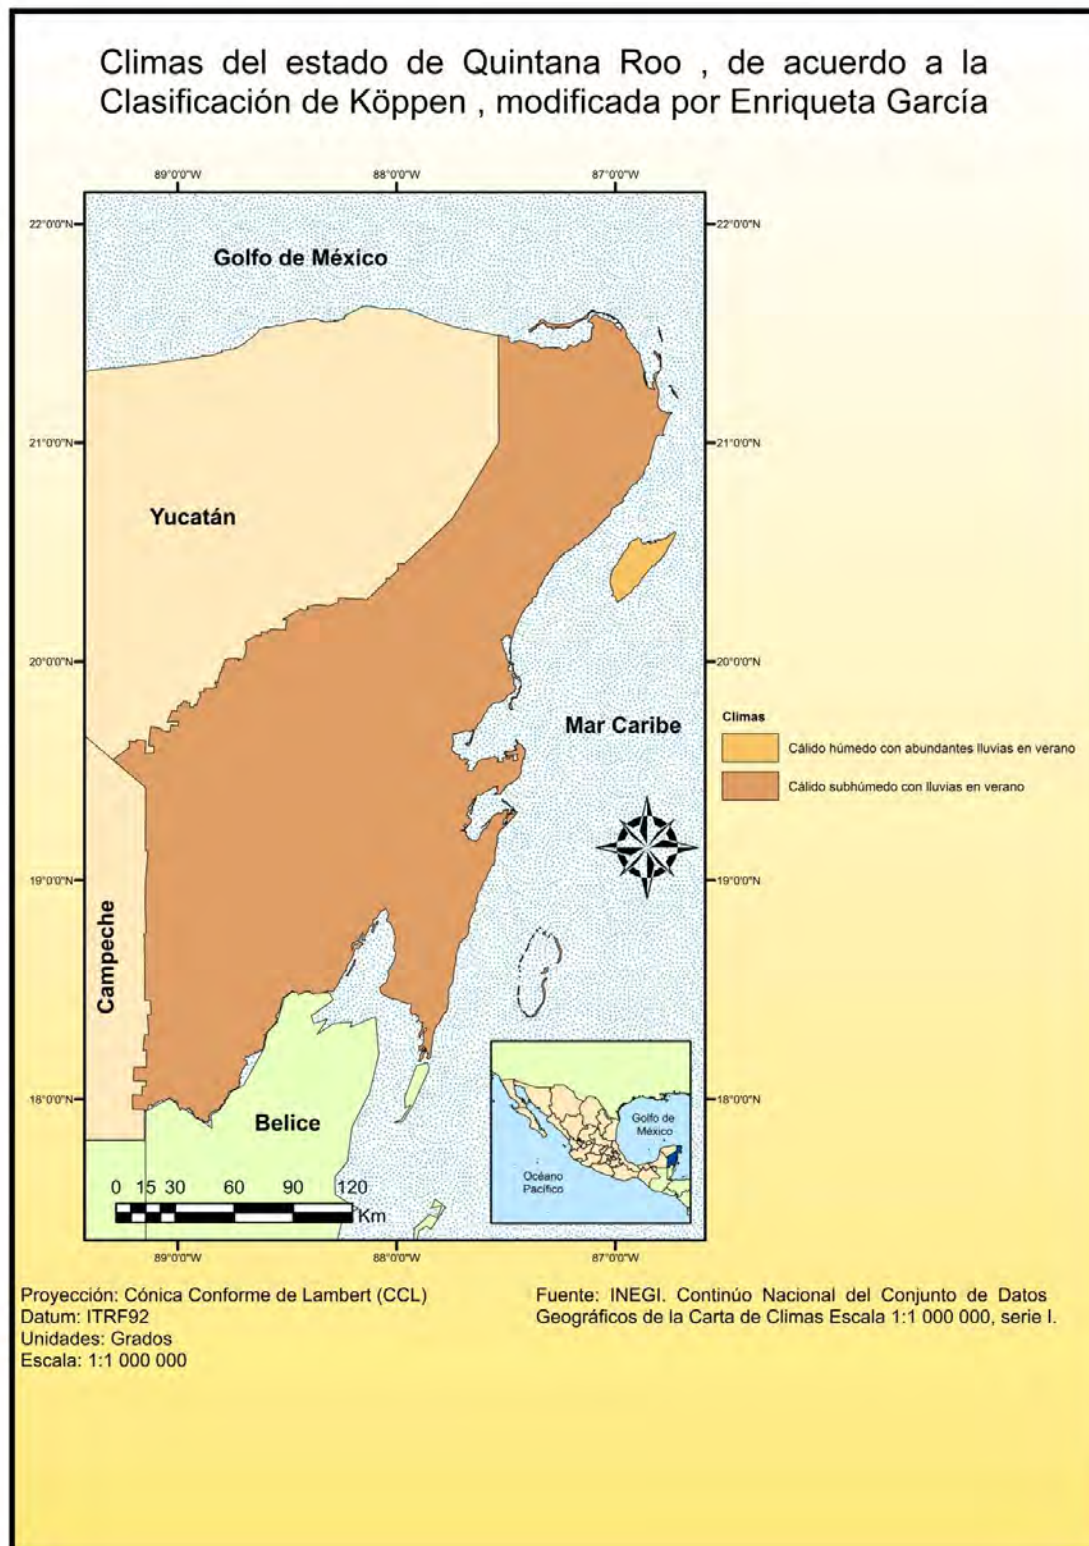 Climas del estado de Quintana Roo , de acuerdo a la
Clasificación de Köppen , modificada por Enriqueta García
89°0'0"W
88°0'0"W
87°0'0"W
22°0'0"N
22°0'0"N
Golfo de México
21°0'0"N
21°0'0"N
Yucatán
20°0'0"N
20°0'0"N
Mar Caribe
Climas
Cálido húmedo con abundantes lluvias en verano
Cálido subhúmedo con lluvias en verano
19°0'0"N
19°0'0"N
Campeche
18°0'0"N
18°0'0"N
Belice
Golfo de
México
Océano
Pacífico
0 15 30 60 90 120
Km
89°0'0"W
88°0'0"W
87°0'0"W
Proyección: Cónica Conforme de Lambert (CCL)
Datum: ITRF92
Unidades: Grados
Escala: 1:1 000 000
Fuente: INEGI. Continúo Nacional del Conjunto de Datos
Geográficos de la Carta de Climas Escala 1:1 000 000, serie I.